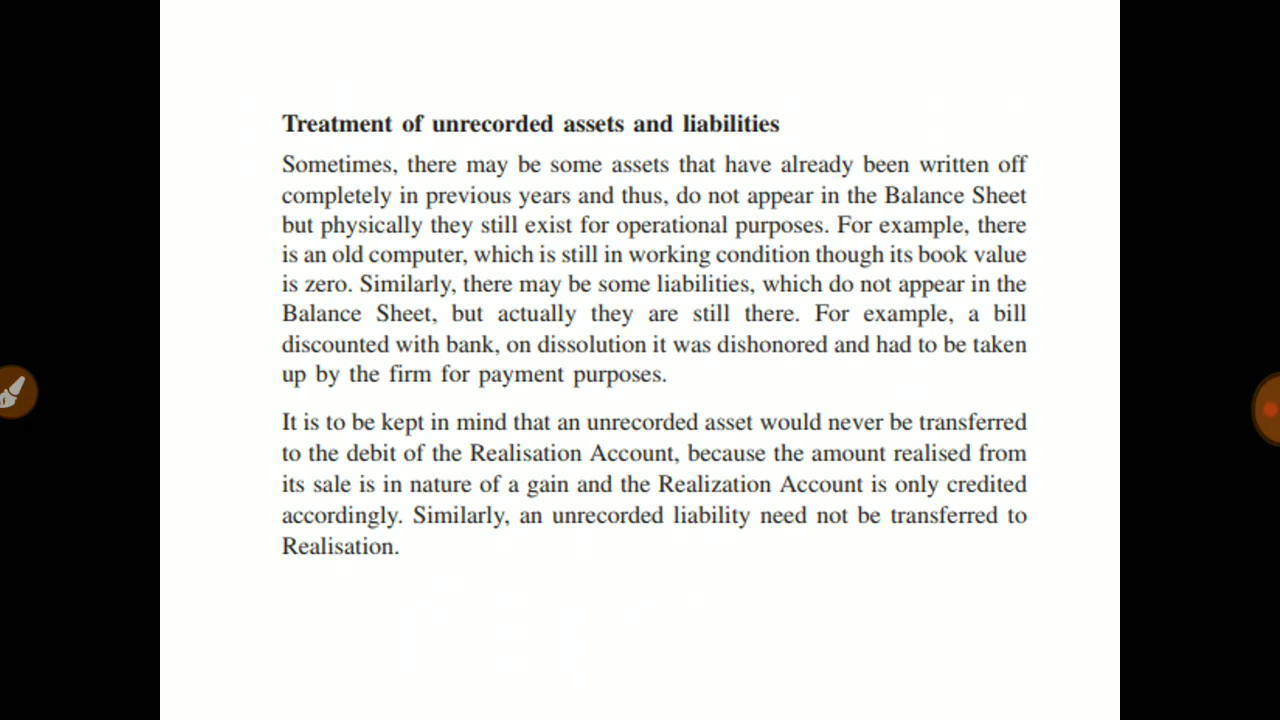 Treatment of unrecorded assets and liabilities
Sometimes, there may be some assets that have already been written off
completely in previous years and thus, do not appear in the Balance Sheet
but physically they still exist for operational purposes. For example, there
is an old computer, which is still in working condition though its book value
is zero. Similarly, there may be some liabilities, which do not appear in the
Balance Sheet, but actually they are still there. For example, a bill
discounted with bank, on dissolution it was dishonored and had to be taken
up by the firm for payment purposes.
It is to be kept in mind that an unrecorded asset would never be transferred
to the debit of the Realisation Account, because the amount realised from
its sale is in nature of a gain and the Realization Account is only credited
accordingly. Similarly, an unrecorded liability need not be transferred to
Realisation.